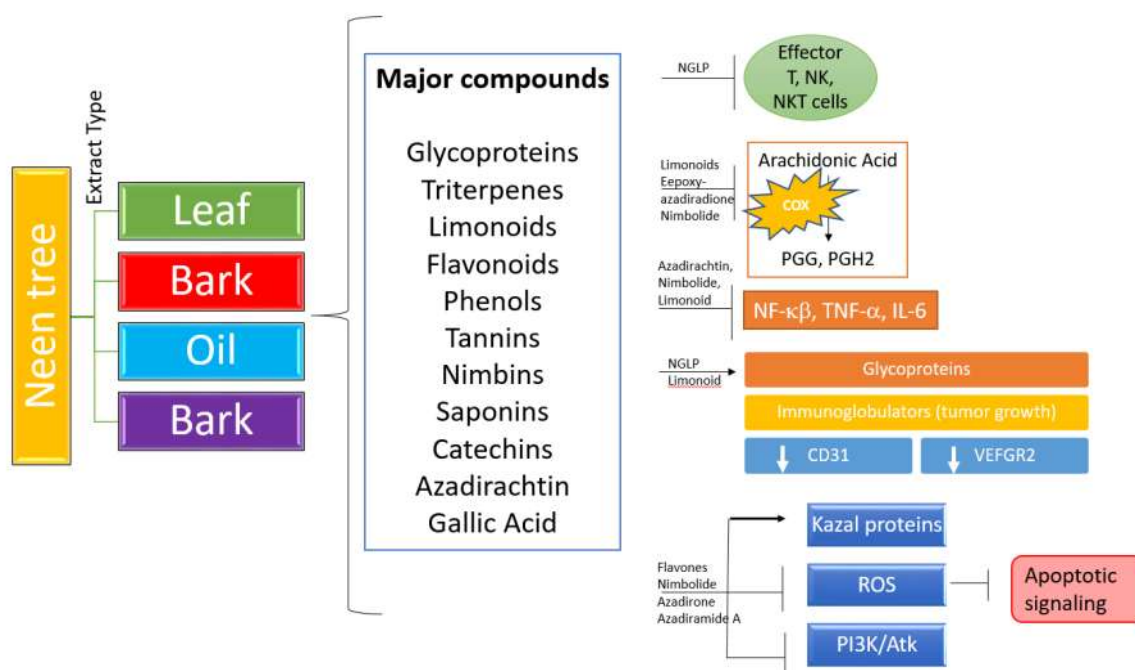 Neen tree
Extract Type
Leaf
Bark
Oil
Bark
Major compounds
Glycoproteins
Triterpenes
Limonoids
Flavonoids
Phenols
Tannins
Nimbins
Saponins
Catechins
Azadirachtin
Gallic Acid
NGLP
Effector
T, NK,
NKT cells
Limonoids
Eepoxy-
azadiradione
Nimbolide
Arachidonic Acid
COX
PGG, PGH2
Azadirachtin,
Nimbolide,
Limonoid
NF-κβ, TNF-α, IL-6
NGLP
Limonoid
Glycoproteins
Immunoglobulators (tumor growth)
CD31
VEFGR2
Flavones
Nimbolide
Azadirone
Azadiramide A
Kazal proteins
ROS
PI3K/Atk
Apoptotic
signaling